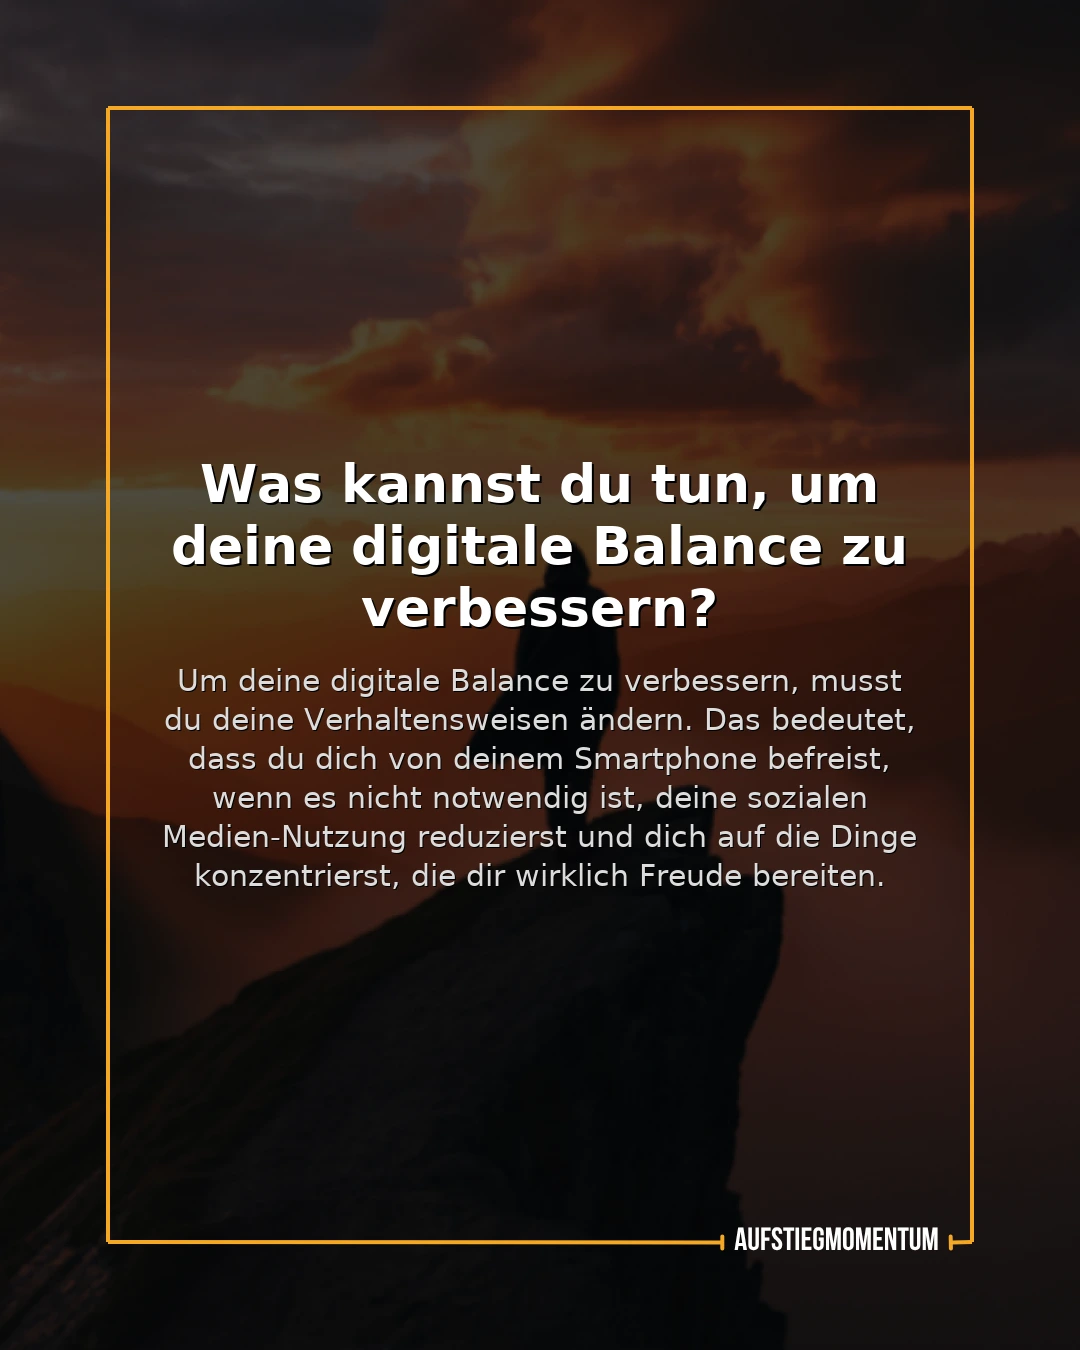 Was kannst du tun, um
deine digitale Balance zu
verbessern?
Um deine digitale Balance zu verbessern, musst
du deine Verhaltensweisen ändern. Das bedeutet,
dass du dich von deinem Smartphone befreist,
wenn es nicht notwendig ist, deine sozialen
Medien-Nutzung reduzierst und dich auf die Dinge
konzentrierst, die dir wirklich Freude bereiten.
AUFSTIEGMOMENTUM